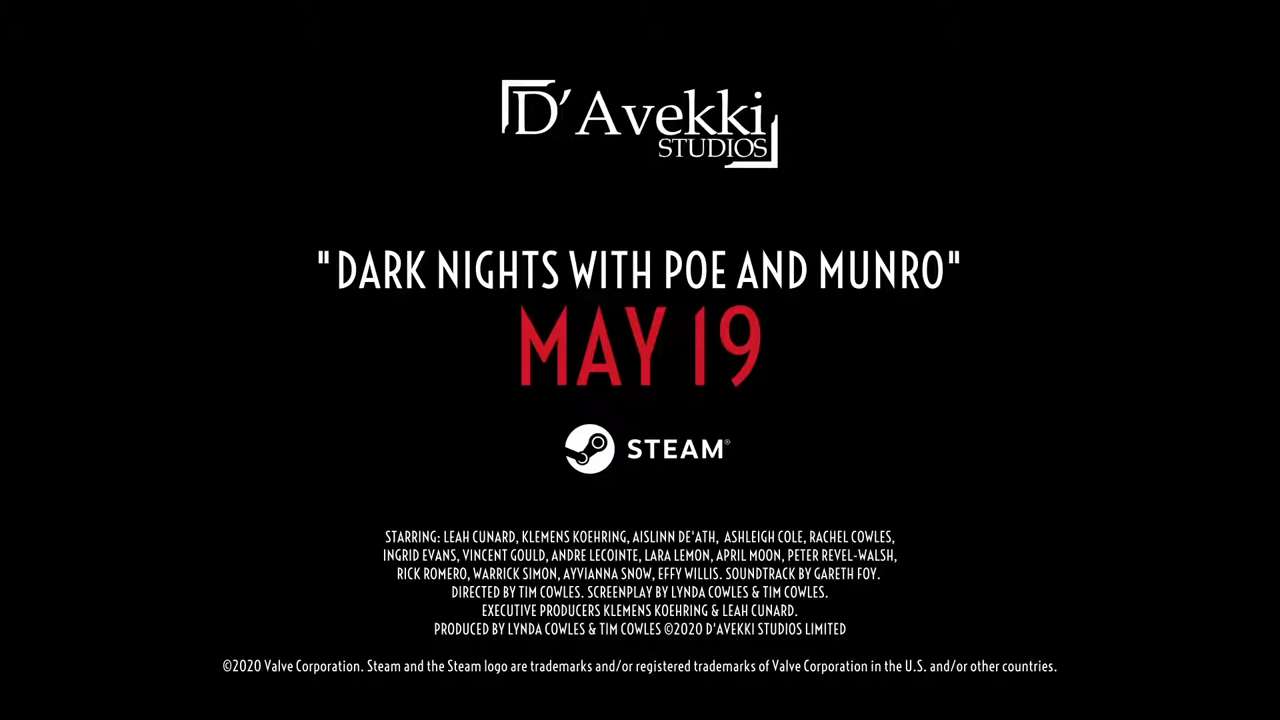 D'Avekki
STUDIOS
"DARK NIGHTS WITH POE AND MUNRO"
MAY 19
STEAM®
STARRING: LEAH CUNARD, KLEMENS KOEHRING, AISLINN DE'ATH, ASHLEIGH COLE, RACHEL COWLES,
INGRID EVANS, VINCENT GOULD, ANDRE LECOINTE, LARA LEMON, APRIL MOON, PETER REVEL-WALSH,
RICK ROMERO, WARRICK SIMON, AYVIANNA SNOW, EFFY WILLIS. SOUNDTRACK BY GARETH FOY.
DIRECTED BY TIM COWLES. SCREENPLAY BY LYNDA COWLES & TIM COWLES.
EXECUTIVE PRODUCERS KLEMENS KOEHRING & LEAH CUNARD.
PRODUCED BY LYNDA COWLES & TIM COWLES ©2020 D'AVEKKI STUDIOS LIMITED
©2020 Valve Corporation. Steam and the Steam logo are trademarks and/or registered trademarks of Valve Corporation in the U.S. and/or other countries.